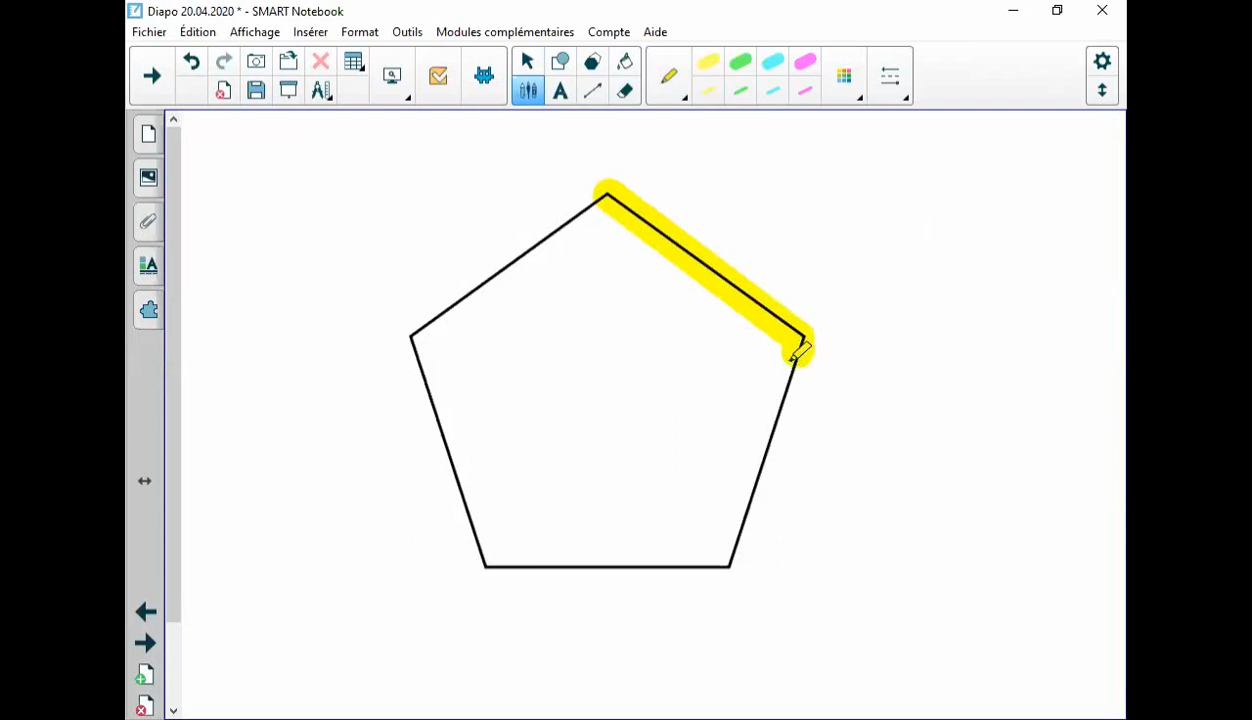 Diapo 20.04.2020 * - SMART Notebook
Fichier Édition Affichage Insérer Format Outils Modules complémentaires Compte Aide